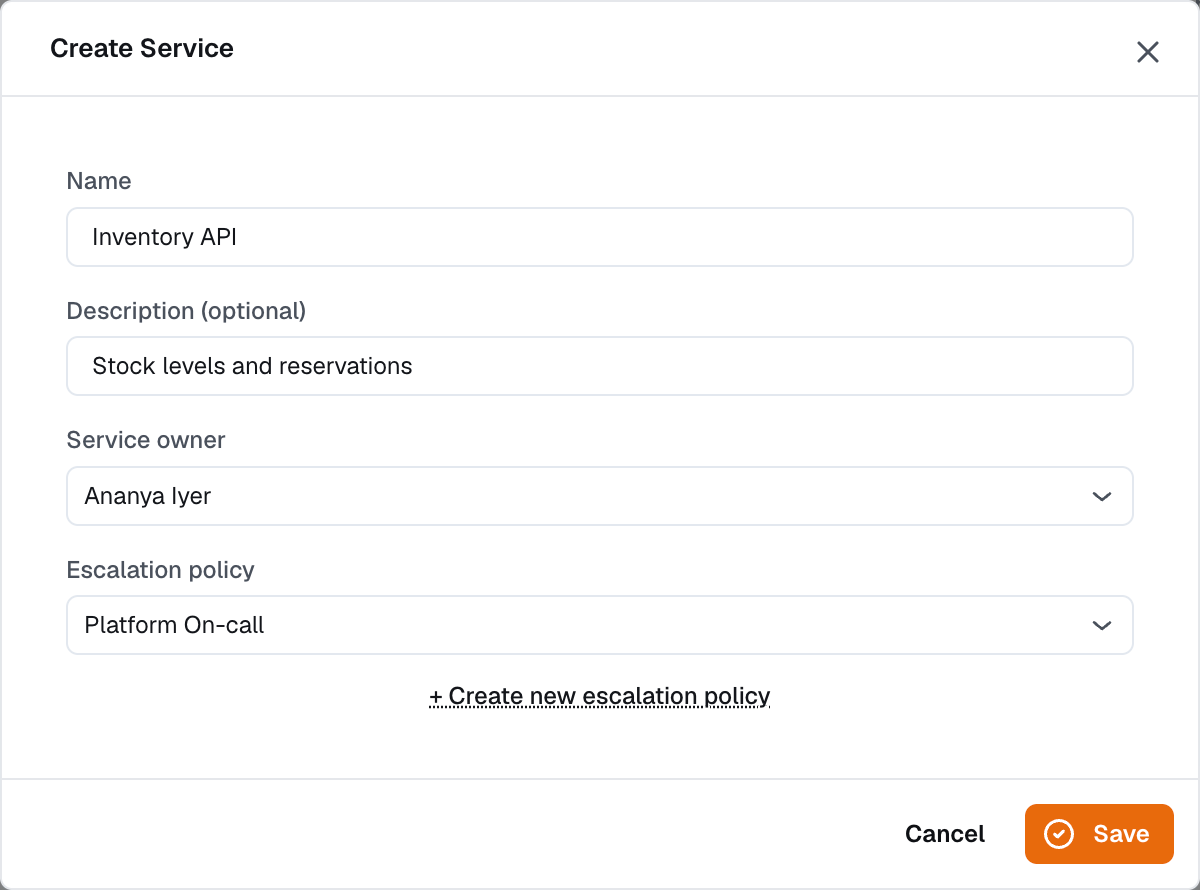 Create Service
Name
Inventory API
Description (optional)
Stock levels and reservations
Service owner
Ananya Iyer
Escalation policy
Platform On-call
+ Create new escalation policy
Cancel
Save